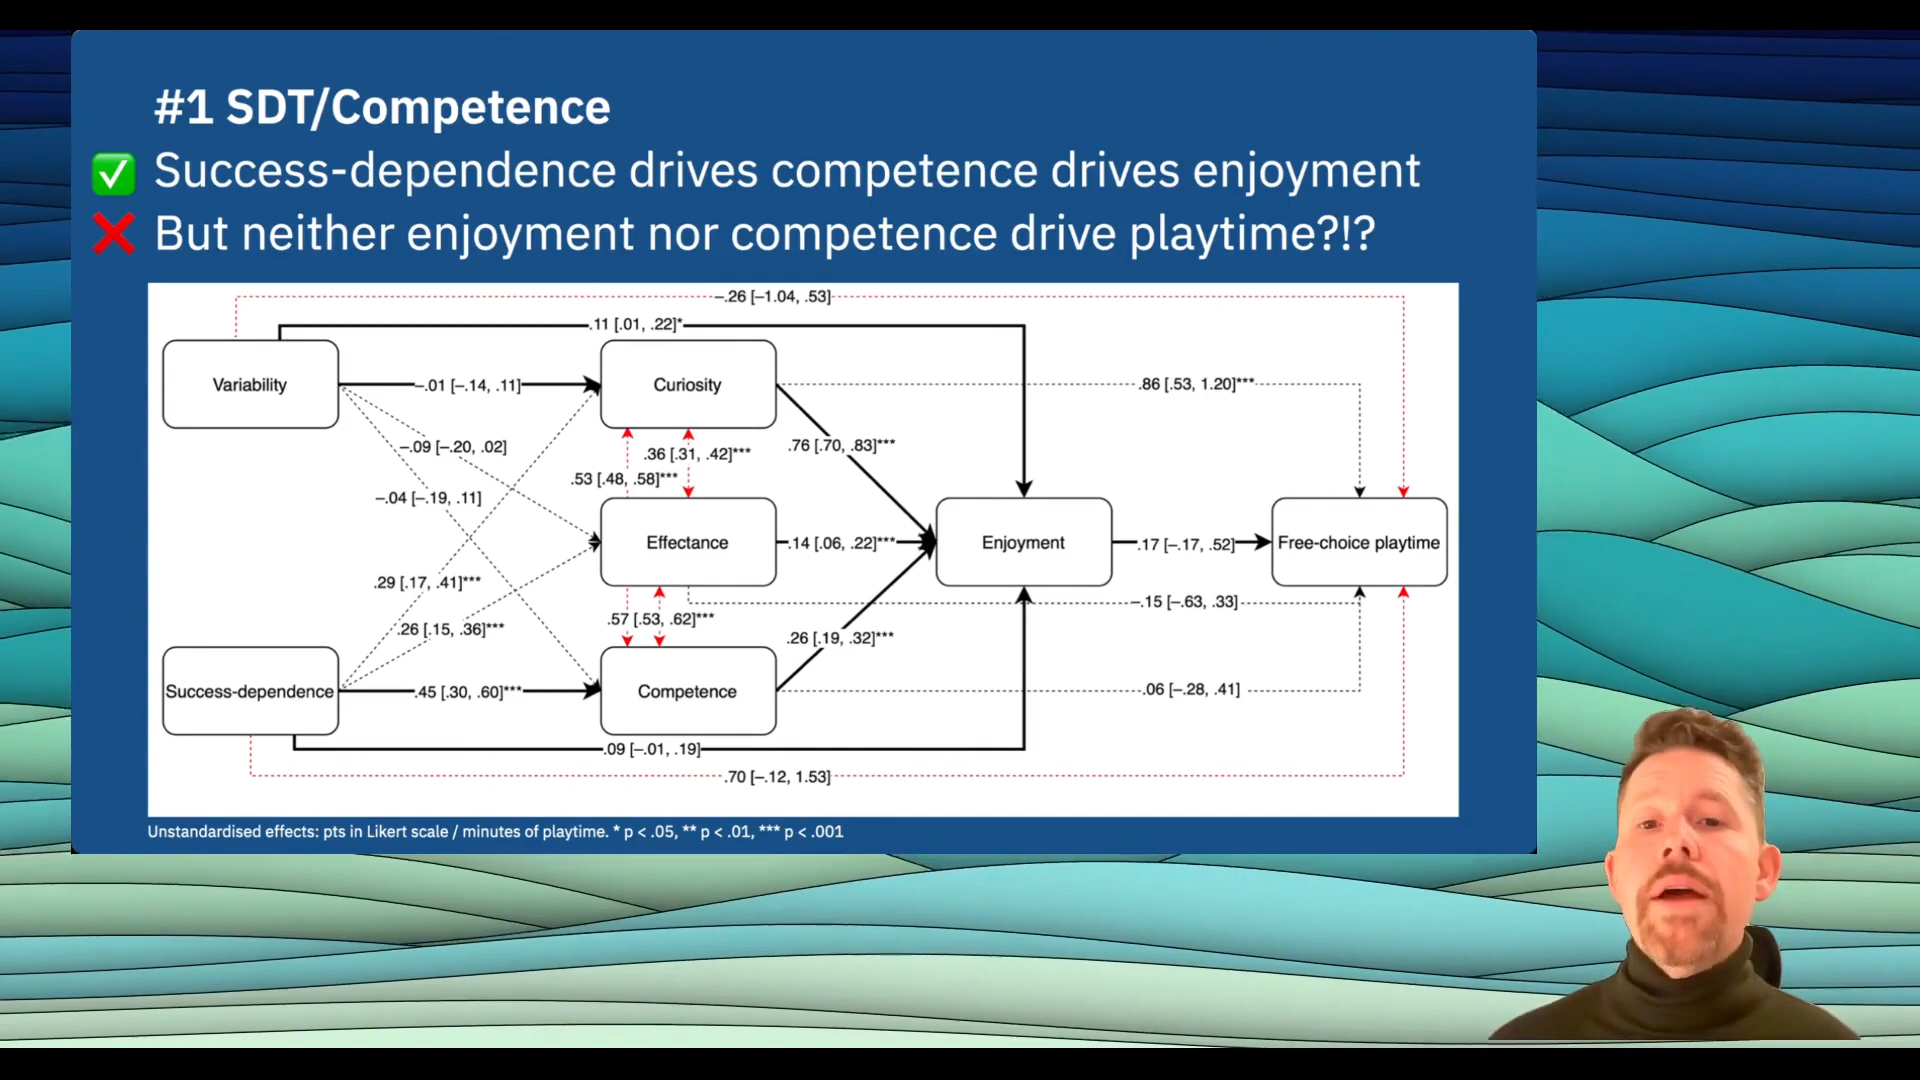 #1 SDT/Competence
✅ Success-dependence drives competence drives enjoyment
❌ But neither enjoyment nor competence drive playtime?!?
–.26 [–1.04, .53]
.11 [.01, .22]*
Variability
–.01 [–.14, .11]
Curiosity
.86 [.53, 1.20]***
–.09 [–.20, .02]
.36 [.31, .42]***
.76 [.70, .83]***
.53 [.48, .58]***
–.04 [–.19, .11]
Effectance
.14 [.06, .22]***
Enjoyment
.17 [–.17, .52]
Free-choice playtime
.29 [.17, .41]***
–.15 [–.63, .33]
.57 [.53, .62]***
.26 [.15, .36]***
.26 [.19, .32]***
Success-dependence
.45 [.30, .60]***
Competence
.06 [–.28, .41]
.09 [–.01, .19]
.70 [–.12, 1.53]
Unstandardised effects: pts in Likert scale / minutes of playtime. * p < .05, ** p < .01, *** p < .001